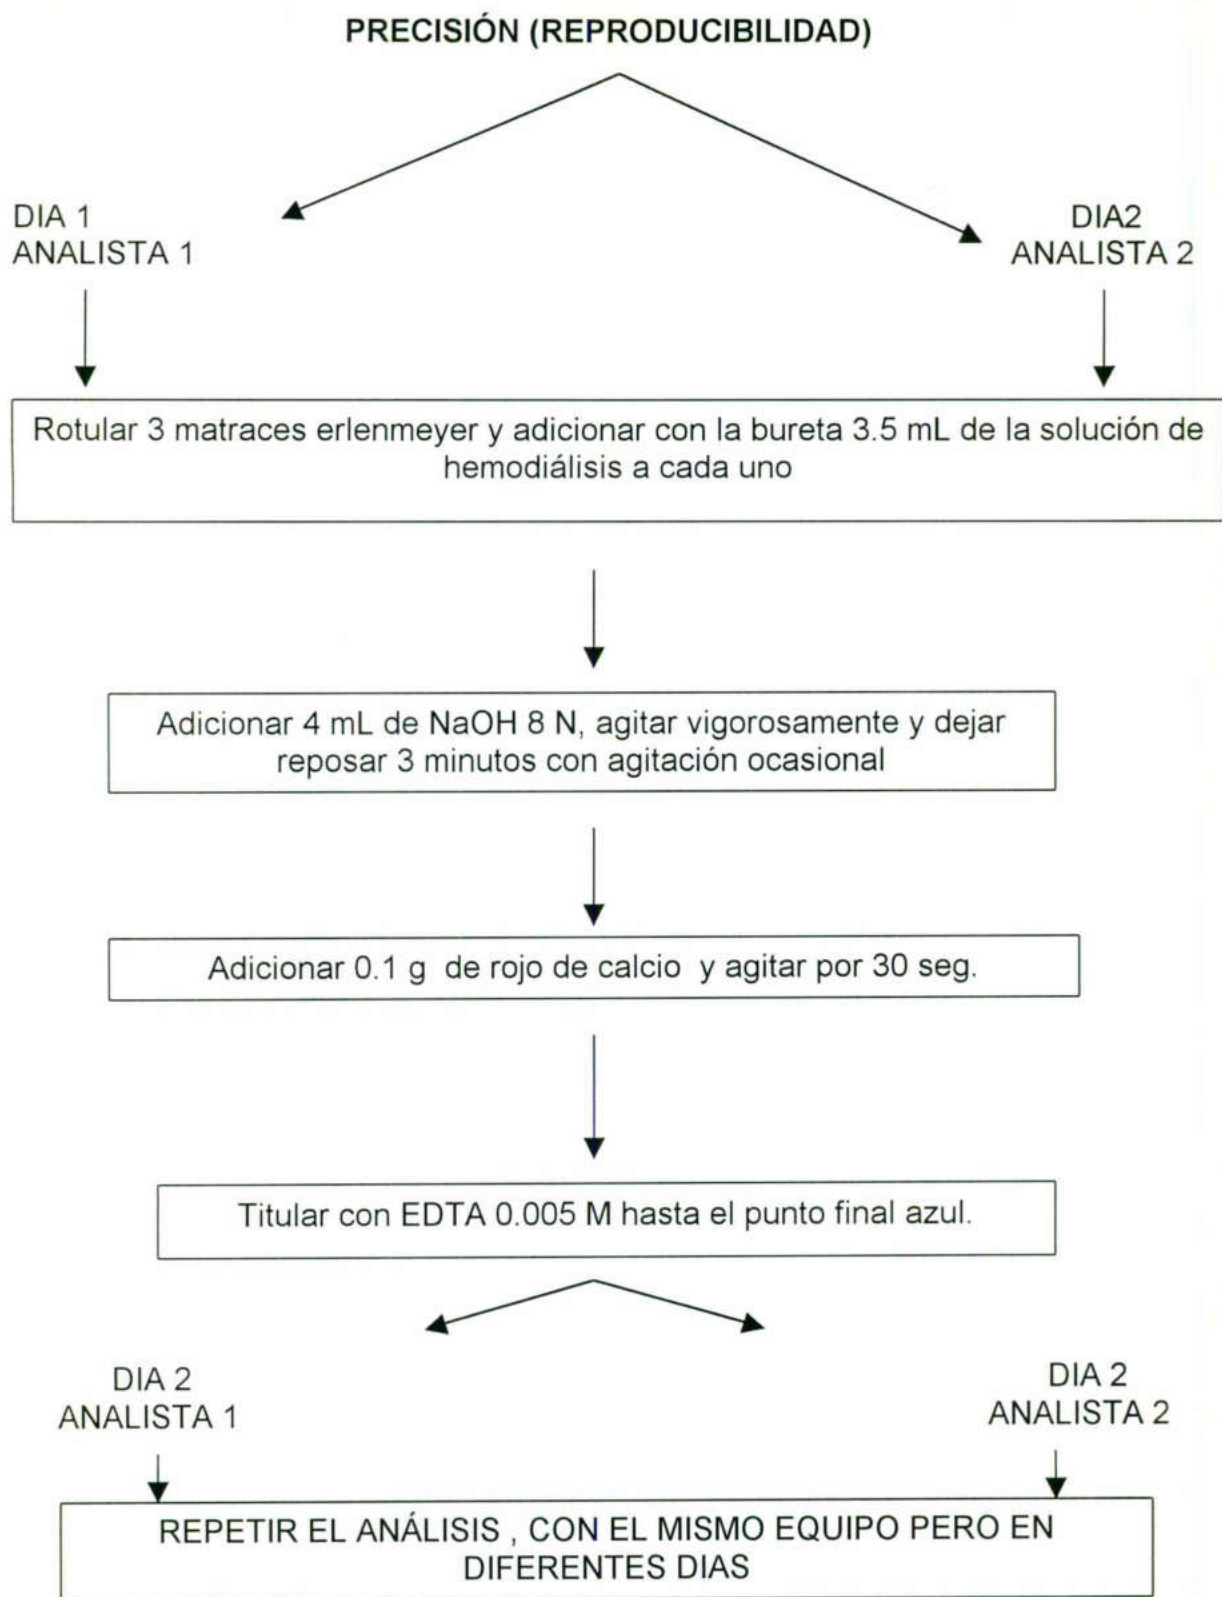 PRECISIÓN (REPRODUCIBILIDAD)
DIA 1
ANALISTA 1
DIA2
ANALISTA 2
Rotular 3 matraces erlenmeyer y adicionar con la bureta 3.5 mL de la solución de
hemodiálisis a cada uno
Adicionar 4 mL de NaOH 8 N, agitar vigorosamente y dejar
reposar 3 minutos con agitación ocasional
Adicionar 0.1 g de rojo de calcio y agitar por 30 seg.
Titular con EDTA 0.005 M hasta el punto final azul.
DIA 2
ANALISTA 1
DIA 2
ANALISTA 2
REPETIR EL ANÁLISIS , CON EL MISMO EQUIPO PERO EN
DIFERENTES DIAS